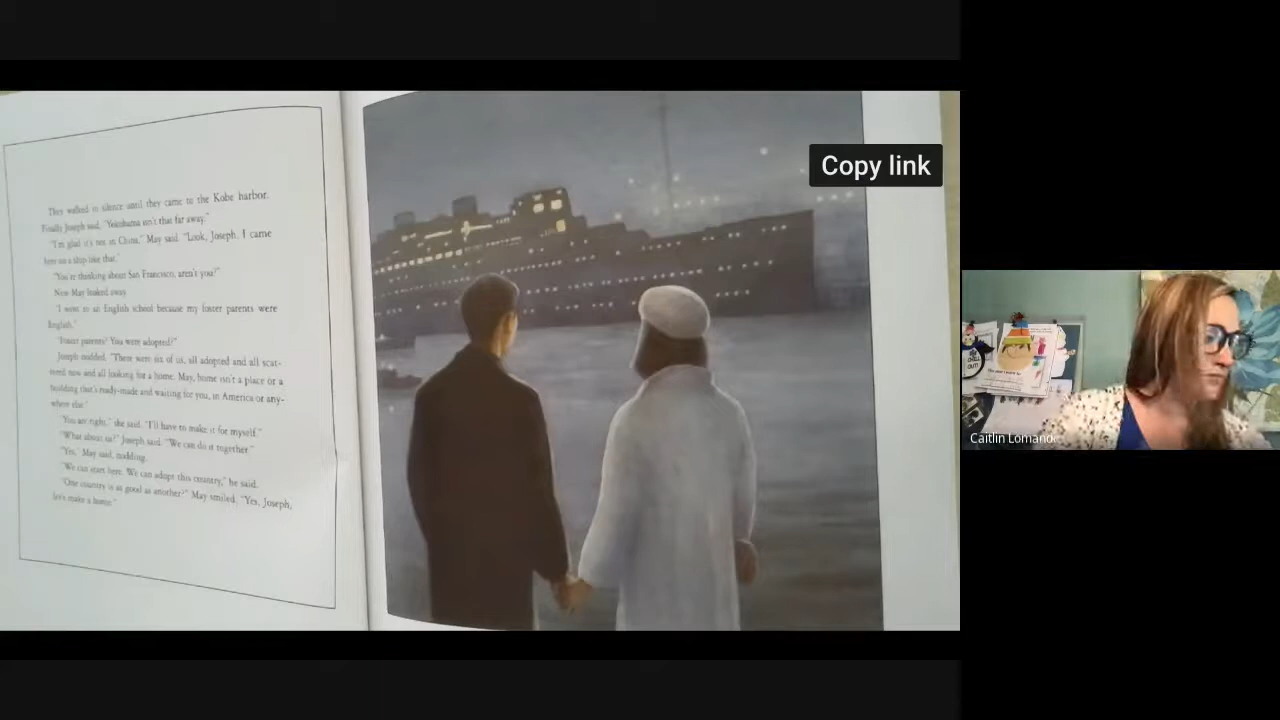 They walked in silence until they came to the Kobe harbor.
Finally Joseph said, "Yokohama isn't that far away."
"I'm glad it's not in China," May said. "Look, Joseph. I came
here on a ship like that."
"You're thinking about San Francisco, aren't you?"
Now May looked away.
"I went to an English school because my foster parents were
English."
"Foster parents? You were adopted?"
Joseph nodded. "There were six of us, all adopted and all scat-
tered now and all looking for a home. May, home isn't a place or a
building that's ready-made and waiting for you, in America or any-
where else."
"You are right," she said. "I'll have to make it for myself."
"What about us?" Joseph said. "We can do it together."
"Yes," May said, nodding.
"We can start here. We can adopt this country," he said.
"One country is as good as another?" May smiled. "Yes, Joseph,
let's make a home."
Copy link
CHILL
OUT!
Caitlin Lomando